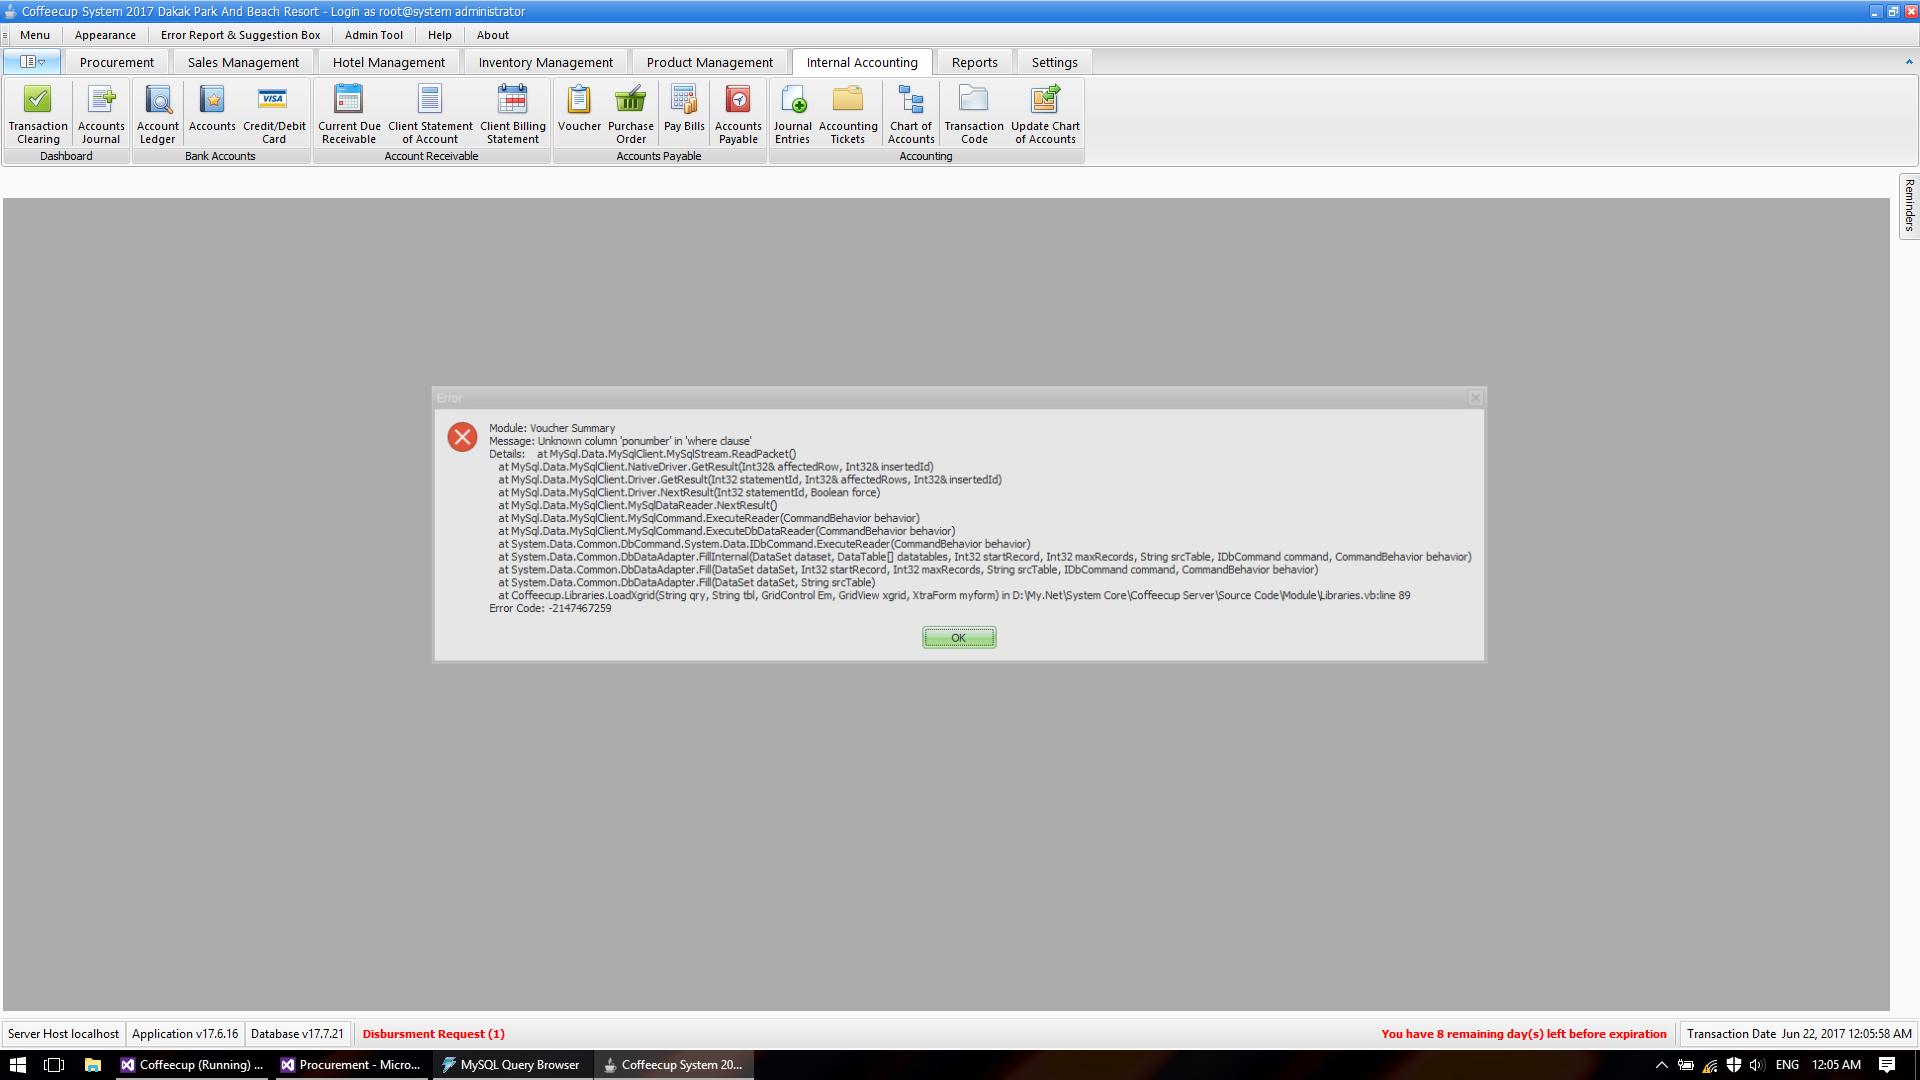 Coffeecup System 2017 Dakak Park And Beach Resort - Login as root@system administrator
Menu Appearance Error Report & Suggestion Box Admin Tool Help About
Procurement Sales Management Hotel Management Inventory Management Product Management Internal Accounting Reports Settings
Transaction Clearing
Accounts Journal
Dashboard
Account Ledger
Accounts
Credit/Debit Card
VISA
Bank Accounts
Current Due Receivable
Client Statement of Account
Client Billing Statement
Account Receivable
Voucher
Purchase Order
Pay Bills
Accounts Payable
Accounts Payable
Journal Entries
Accounting Tickets
Chart of Accounts
Transaction Code
Update Chart of Accounts
Accounting
Reminders
Error
Module: Voucher Summary
Message: Unknown column 'ponumber' in 'where clause'
Details: at MySql.Data.MySqlClient.MySqlStream.ReadPacket()
at MySql.Data.MySqlClient.NativeDriver.GetResult(Int32& affectedRow, Int32& insertedId)
at MySql.Data.MySqlClient.Driver.GetResult(Int32 statementId, Int32& affectedRows, Int32& insertedId)
at MySql.Data.MySqlClient.Driver.NextResult(Int32 statementId, Boolean force)
at MySql.Data.MySqlClient.MySqlDataReader.NextResult()
at MySql.Data.MySqlClient.MySqlCommand.ExecuteReader(CommandBehavior behavior)
at MySql.Data.MySqlClient.MySqlCommand.ExecuteDbDataReader(CommandBehavior behavior)
at System.Data.Common.DbCommand.System.Data.IDbCommand.ExecuteReader(CommandBehavior behavior)
at System.Data.Common.DbDataAdapter.FillInternal(DataSet dataset, DataTable[] datatables, Int32 startRecord, Int32 maxRecords, String srcTable, IDbCommand command, CommandBehavior behavior)
at System.Data.Common.DbDataAdapter.Fill(DataSet dataSet, Int32 startRecord, Int32 maxRecords, String srcTable, IDbCommand command, CommandBehavior behavior)
at System.Data.Common.DbDataAdapter.Fill(DataSet dataSet, String srcTable)
at Coffeecup.Libraries.LoadXgrid(String qry, String tbl, GridControl Em, GridView xgrid, XtraForm myform) in D:\My.Net\System Core\Coffeecup Server\Source Code\Module\Libraries.vb:line 89
Error Code: -2147467259
OK
Server Host localhost Application v17.6.16 Database v17.7.21 Disbursment Request (1) You have 8 remaining day(s) left before expiration Transaction Date Jun 22, 2017 12:05:58 AM
Coffeecup (Running) ... Procurement - Micro... MySQL Query Browser Coffeecup System 20... ENG 12:05 AM